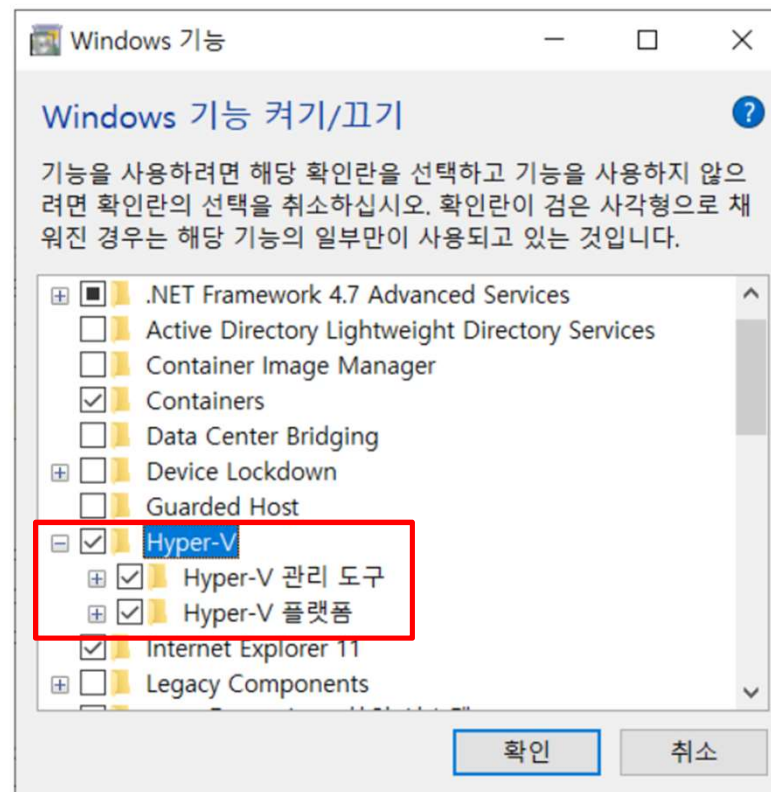 Windows 기능
Windows 기능 켜기/끄기
기능을 사용하려면 해당 확인란을 선택하고 기능을 사용하지 않으
려면 확인란의 선택을 취소하십시오. 확인란이 검은 사각형으로 채
워진 경우는 해당 기능의 일부만이 사용되고 있는 것입니다.
.NET Framework 4.7 Advanced Services
Active Directory Lightweight Directory Services
Container Image Manager
Containers
Data Center Bridging
Device Lockdown
Guarded Host
Hyper-V
Hyper-V 관리 도구
Hyper-V 플랫폼
Internet Explorer 11
Legacy Components
확인 취소